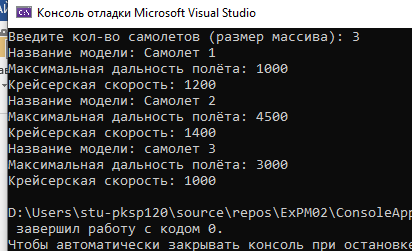 Консоль отладки Microsoft Visual Studio
Введите кол-во самолетов (размер массива): 3
Название модели: Самолет 1
Максимальная дальность полёта: 1000
Крейсерская скорость: 1200
Название модели: Самолет 2
Максимальная дальность полёта: 4500
Крейсерская скорость: 1400
Название модели: самолет 3
Максимальная дальность полёта: 3000
Крейсерская скорость: 1000
D:\Users\stu-pksp120\source\repos\ExPM02\ConsoleApp
завершил работу с кодом 0.
Чтобы автоматически закрывать консоль при остановке